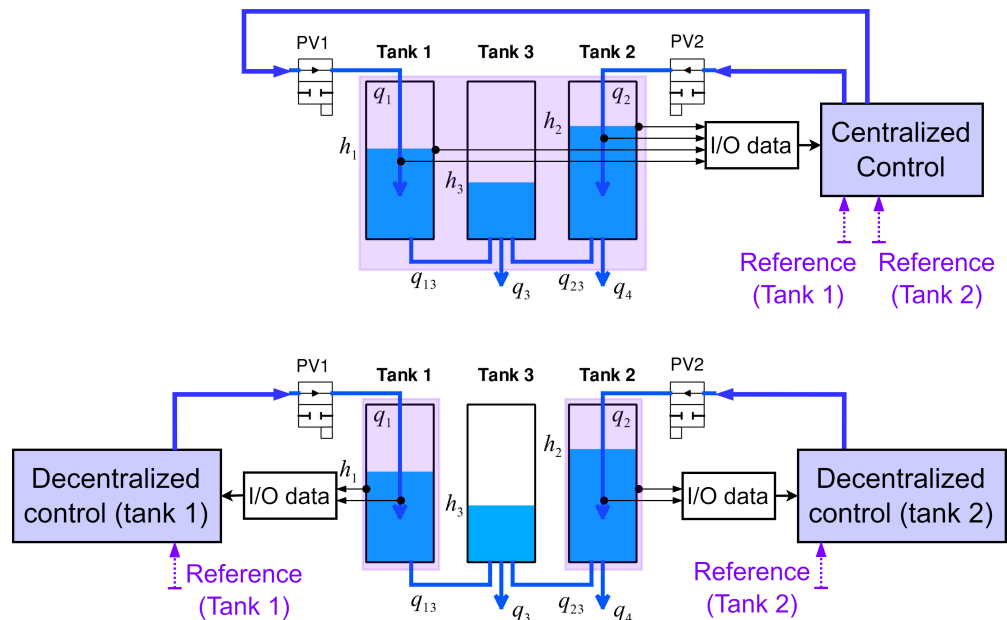 PV1
Tank 1
Tank 3
Tank 2
PV2
q1
q2
h1
h2
h3
I/O data
Centralized
Control
q13
q3
q23
q4
Reference
(Tank 1)
Reference
(Tank 2)
PV1
Tank 1
Tank 3
Tank 2
PV2
q1
q2
h1
h2
h3
Decentralized
control (tank 1)
I/O data
I/O data
Decentralized
control (tank 2)
Reference
(Tank 1)
q13
q3
q23
q4
Reference
(Tank 2)